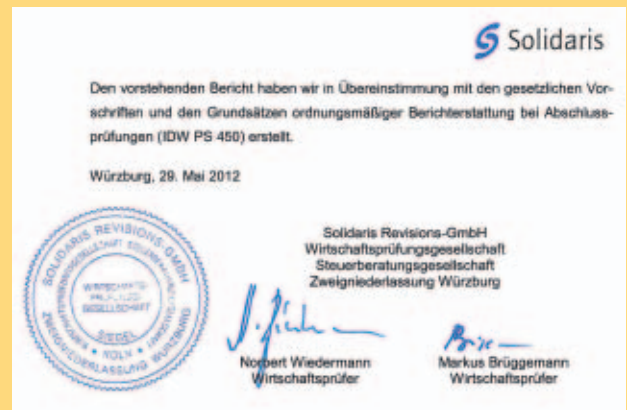 Solidaris
Den vorstehenden Bericht haben wir in Übereinstimmung mit den gesetzlichen Vor-
schriften und den Grundsätzen ordnungsmäßiger Berichterstattung bei Abschluss-
prüfungen (IDW PS 450) erstellt.
Würzburg, 29. Mai 2012
SOLIDARIS REVISIONS-GMBH
WIRTSCHAFTS-
PRÜFUNGS-
GESELLSCHAFT
SIEGEL
KÖLN
ZWEIGNIEDERLASSUNG WÜRZBURG
Solidaris Revisions-GmbH
Wirtschaftsprüfungsgesellschaft
Steuerberatungsgesellschaft
Zweigniederlassung Würzburg
Norbert Wiedermann
Wirtschaftsprüfer
Markus Brüggemann
Wirtschaftsprüfer